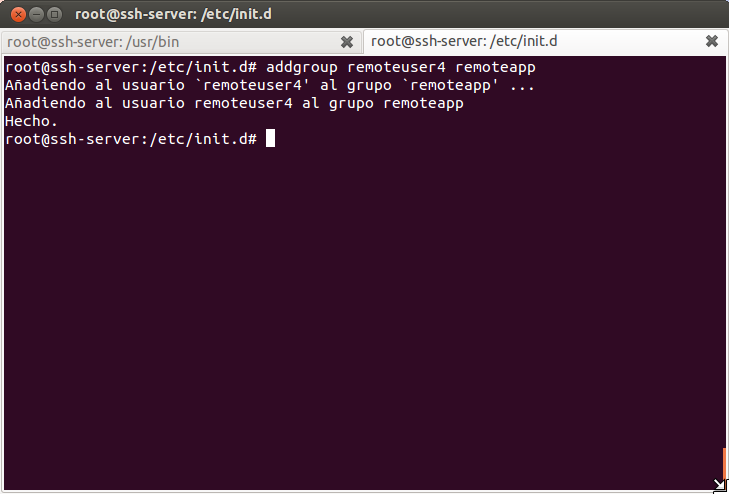 root@ssh-server: /etc/init.d
root@ssh-server: /usr/bin
root@ssh-server: /etc/init.d
root@ssh-server:/etc/init.d# addgroup remoteuser4 remoteapp
Añadiendo al usuario `remoteuser4' al grupo `remoteapp' ...
Añadiendo al usuario remoteuser4 al grupo remoteapp
Hecho.
root@ssh-server:/etc/init.d#